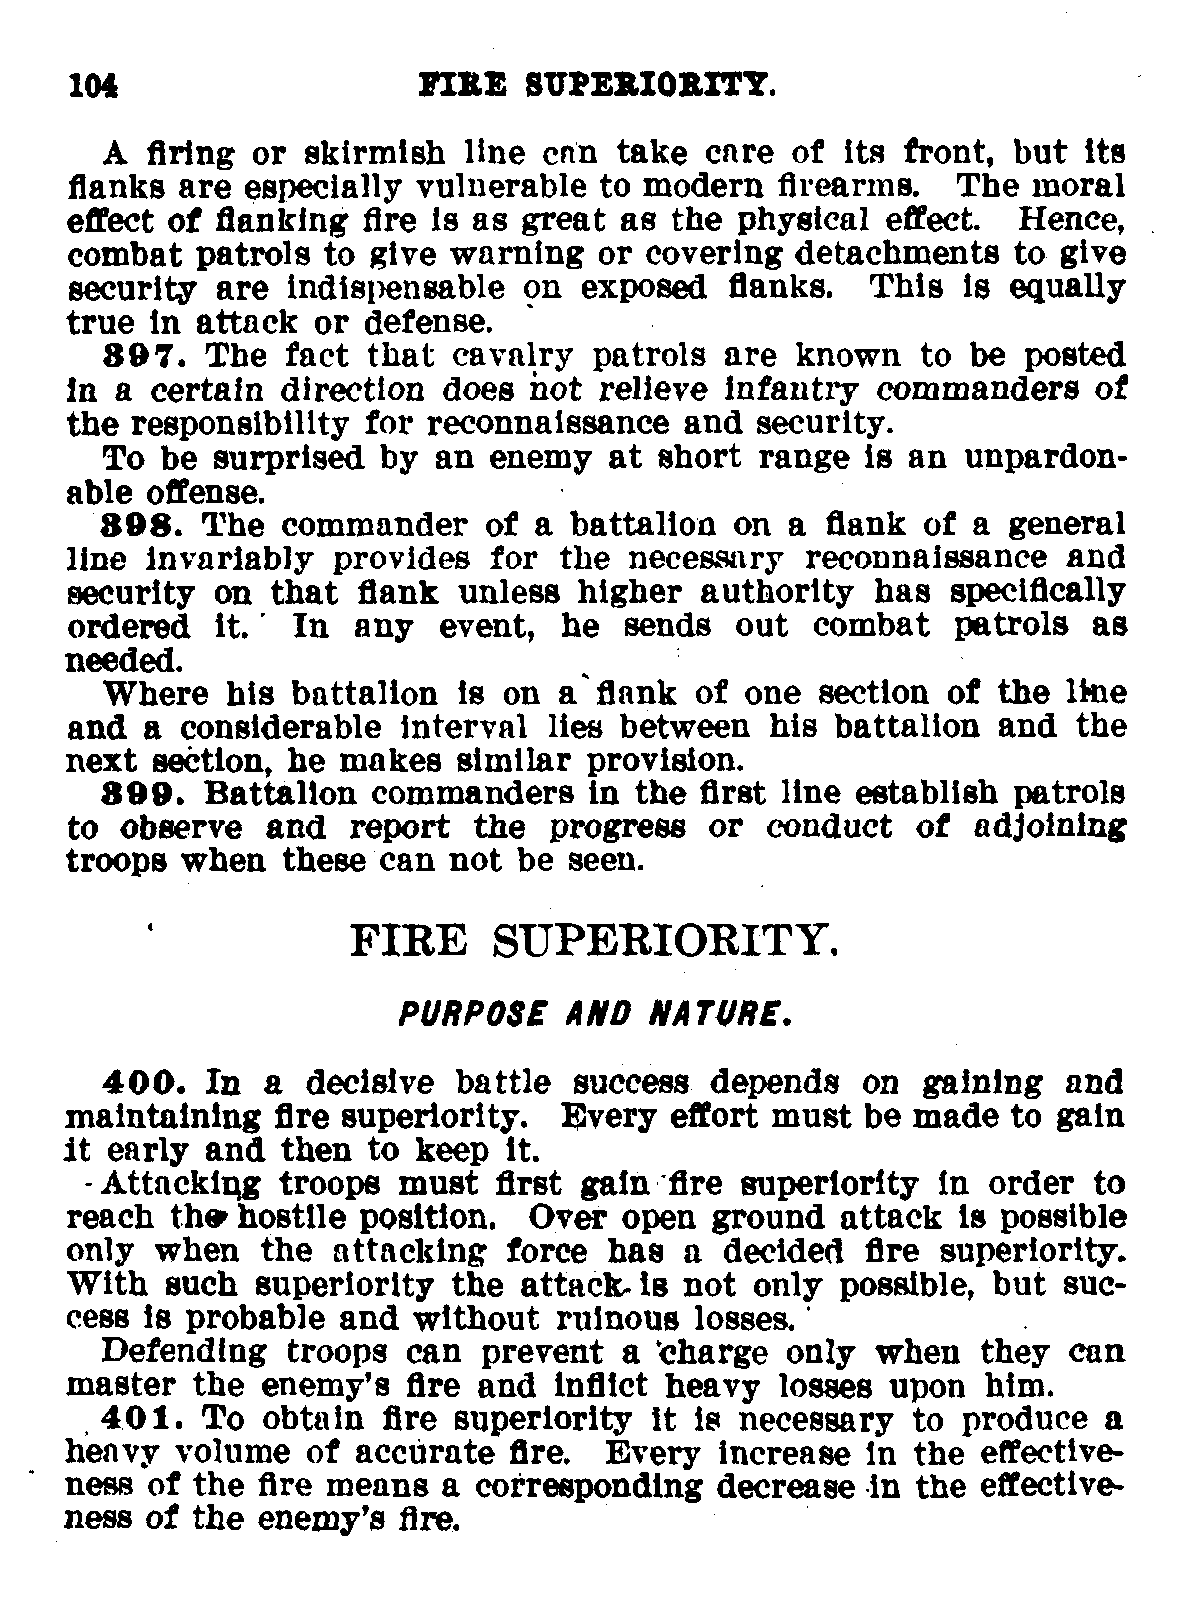 104 FIRE SUPERIORITY.
A firing or skirmish line can take care of its front, but its
flanks are especially vulnerable to modern firearms. The moral
effect of flanking fire is as great as the physical effect. Hence,
combat patrols to give warning or covering detachments to give
security are indispensable on exposed flanks. This is equally
true in attack or defense.
397. The fact that cavalry patrols are known to be posted
in a certain direction does not relieve infantry commanders of
the responsibility for reconnaissance and security.
To be surprised by an enemy at short range is an unpardon-
able offense.
398. The commander of a battalion on a flank of a general
line invariably provides for the necessary reconnaissance and
security on that flank unless higher authority has specifically
ordered it. In any event, he sends out combat patrols as
needed.
Where his battalion is on a flank of one section of the line
and a considerable interval lies between his battalion and the
next section, he makes similar provision.
399. Battalion commanders in the first line establish patrols
to observe and report the progress or conduct of adjoining
troops when these can not be seen.
FIRE SUPERIORITY.
PURPOSE AND NATURE.
400. In a decisive battle success depends on gaining and
maintaining fire superiority. Every effort must be made to gain
it early and then to keep it.
Attacking troops must first gain fire superiority in order to
reach the hostile position. Over open ground attack is possible
only when the attacking force has a decided fire superiority.
With such superiority the attack is not only possible, but suc-
cess is probable and without ruinous losses.
Defending troops can prevent a charge only when they can
master the enemy's fire and inflict heavy losses upon him.
401. To obtain fire superiority it is necessary to produce a
heavy volume of accurate fire. Every increase in the effective-
ness of the fire means a corresponding decrease in the effective-
ness of the enemy's fire.